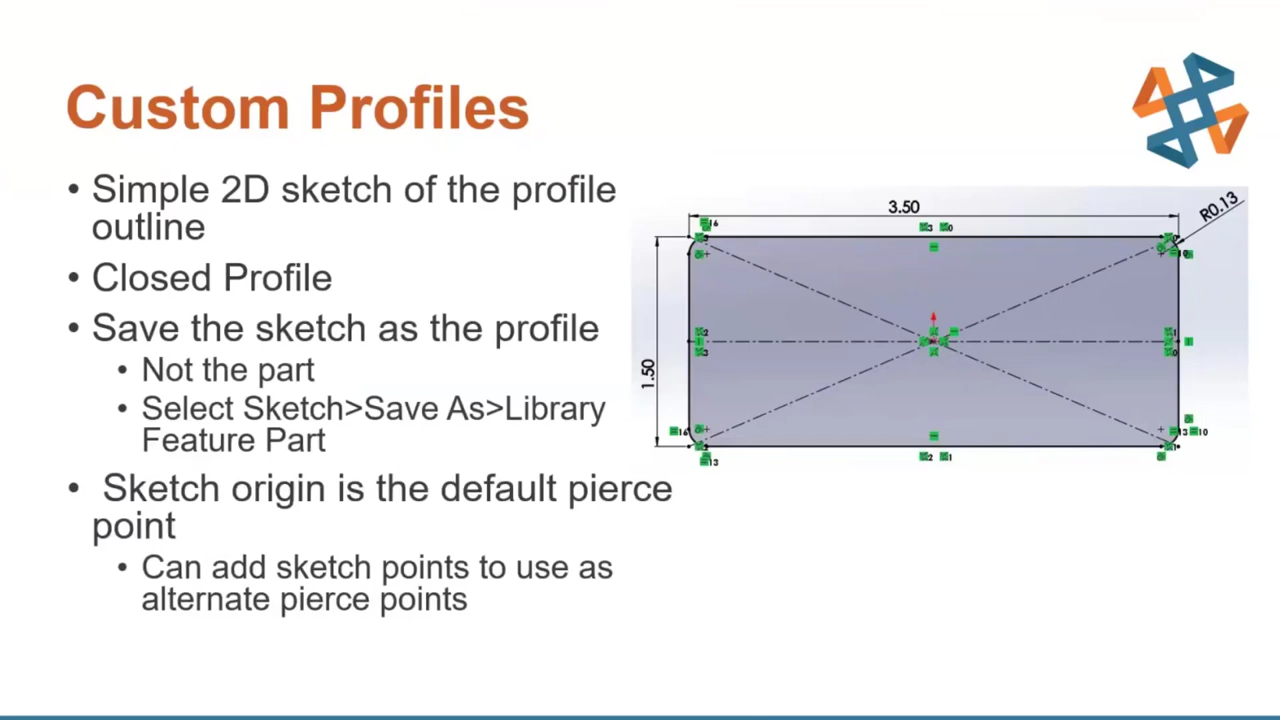 Custom Profiles
• Simple 2D sketch of the profile
outline
• Closed Profile
• Save the sketch as the profile
• Not the part
• Select Sketch>Save As>Library
Feature Part
• Sketch origin is the default pierce
point
• Can add sketch points to use as
alternate pierce points
3.50
R0.13
1.50